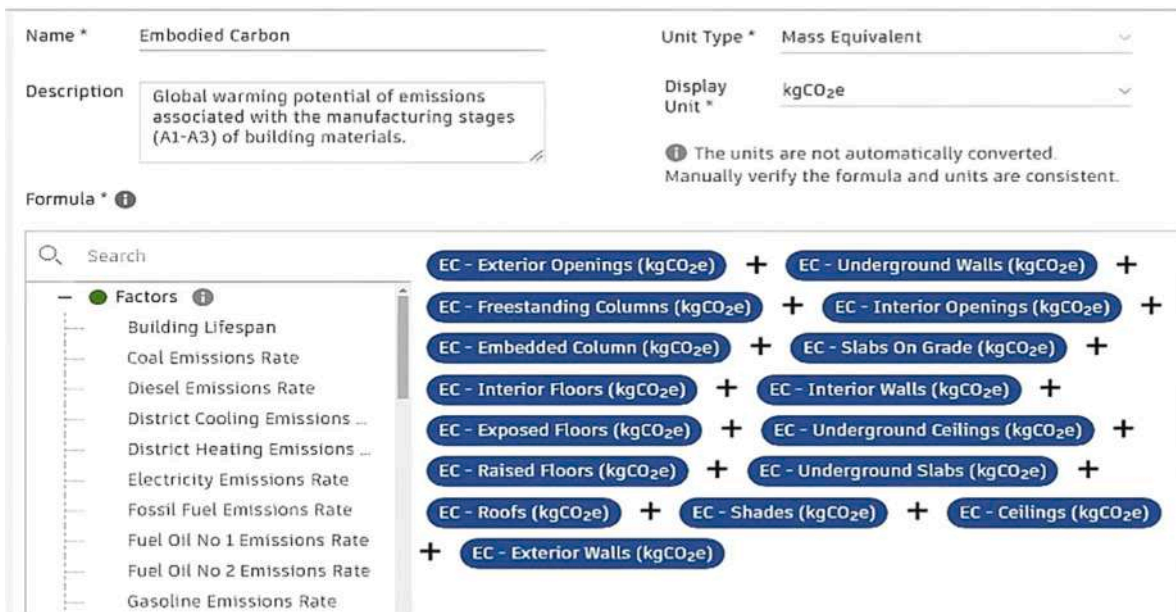 Name * Embodied Carbon
Unit Type * Mass Equivalent
Description Global warming potential of emissions
associated with the manufacturing stages
(A1-A3) of building materials.
Display
Unit * kgCO₂e
The units are not automatically converted.
Manually verify the formula and units are consistent.
Formula *
Search
Factors
Building Lifespan
Coal Emissions Rate
Diesel Emissions Rate
District Cooling Emissions ...
District Heating Emissions ...
Electricity Emissions Rate
Fossil Fuel Emissions Rate
Fuel Oil No 1 Emissions Rate
Fuel Oil No 2 Emissions Rate
Gasoline Emissions Rate
EC - Exterior Openings (kgCO₂e) + EC - Underground Walls (kgCO₂e) +
EC - Freestanding Columns (kgCO₂e) + EC - Interior Openings (kgCO₂e) +
EC - Embedded Column (kgCO₂e) + EC - Slabs On Grade (kgCO₂e) +
EC - Interior Floors (kgCO₂e) + EC - Interior Walls (kgCO₂e) +
EC - Exposed Floors (kgCO₂e) + EC - Underground Ceilings (kgCO₂e) +
EC - Raised Floors (kgCO₂e) + EC - Underground Slabs (kgCO₂e) +
EC - Roofs (kgCO₂e) + EC - Shades (kgCO₂e) + EC - Ceilings (kgCO₂e)
+ EC - Exterior Walls (kgCO₂e)